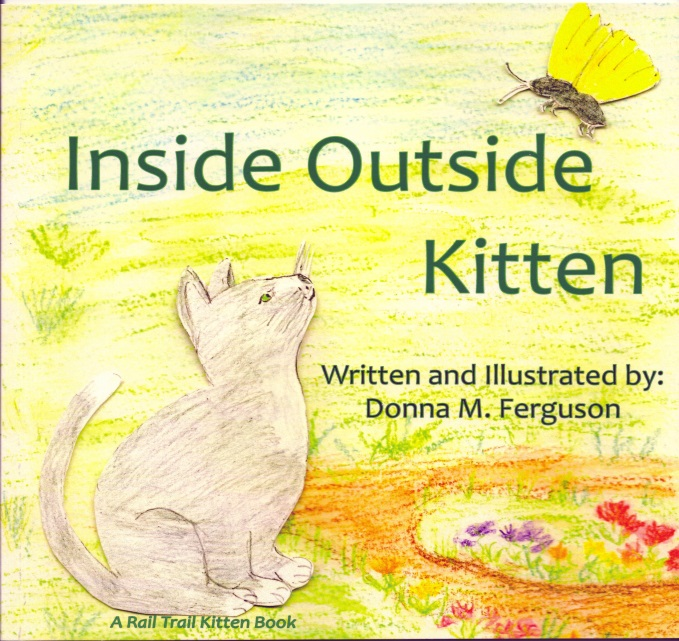 Inside Outside
Kitten
Written and Illustrated by:
Donna M. Ferguson
A Rail Trail Kitten Book